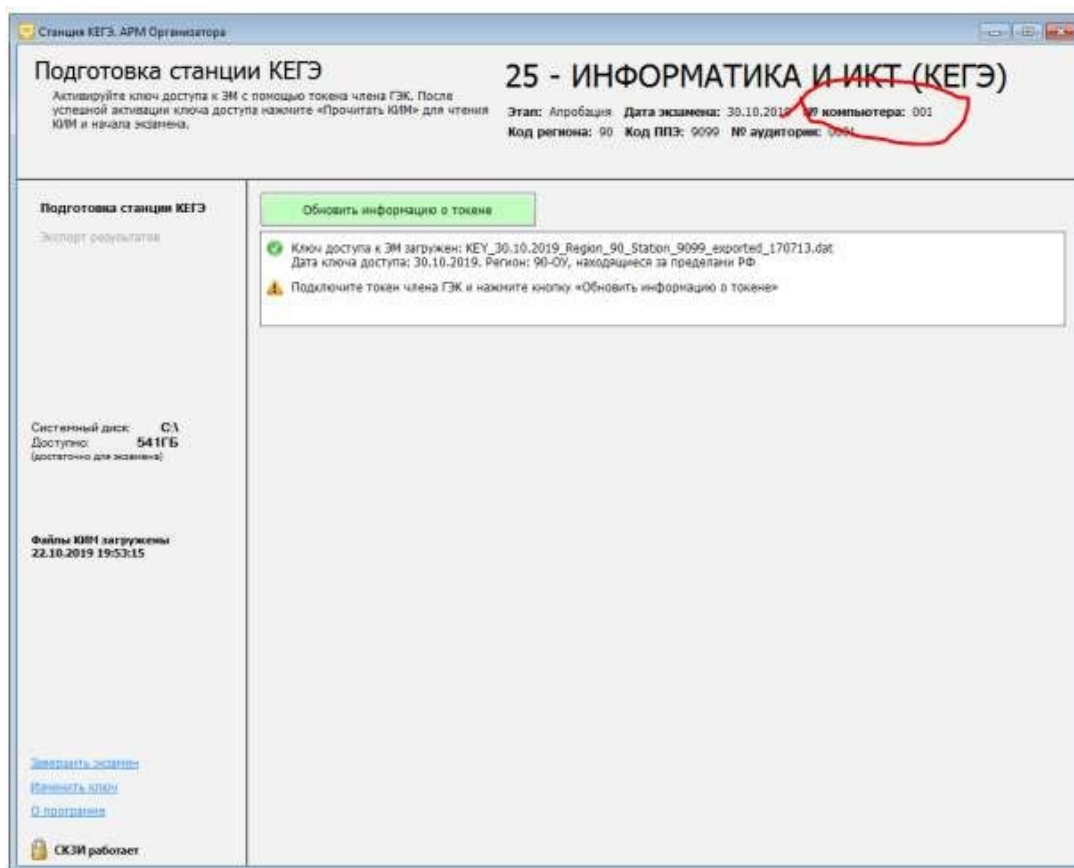 Станция КЕГЭ. АРМ Организатора
Подготовка станции КЕГЭ
Активируйте ключ доступа к ЭМ с помощью токена члена ГЭК. После
успешной активации ключа доступа нажмите «Прочитать КИМ» для чтения
КИМ и начала экзамена.
25 - ИНФОРМАТИКА И ИКТ (КЕГЭ)
Этап: Апробация Дата экзамена: 30.10.2019 № компьютера: 001
Код региона: 90 Код ППЭ: 9099 № аудитории: 0001
Подготовка станции КЕГЭ
Экспорт результатов
Обновить информацию о токене
Ключ доступа к ЭМ загружен: KEY_30.10.2019_Region_90_Station_9099_exported_170713.dat
Дата ключа доступа: 30.10.2019. Регион: 90-ОУ, находящиеся за пределами РФ
Подключите токен члена ГЭК и нажмите кнопку «Обновить информацию о токене»
Системный диск: C:\
Доступно: 541ГБ
(достаточно для экзамена)
Файлы КИМ загружены
22.10.2019 19:53:15
Завершить экзамен
Изменить ключ
О программе
СКЗИ работает